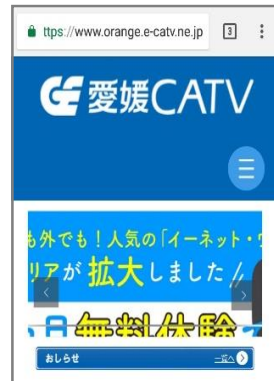 ttps://www.orange.e-catv.ne.jp 3
愛媛CATV
も外でも！人気の「イーネット・ワ
リアが拡大しました
無料体験
おしらせ 一覧へ